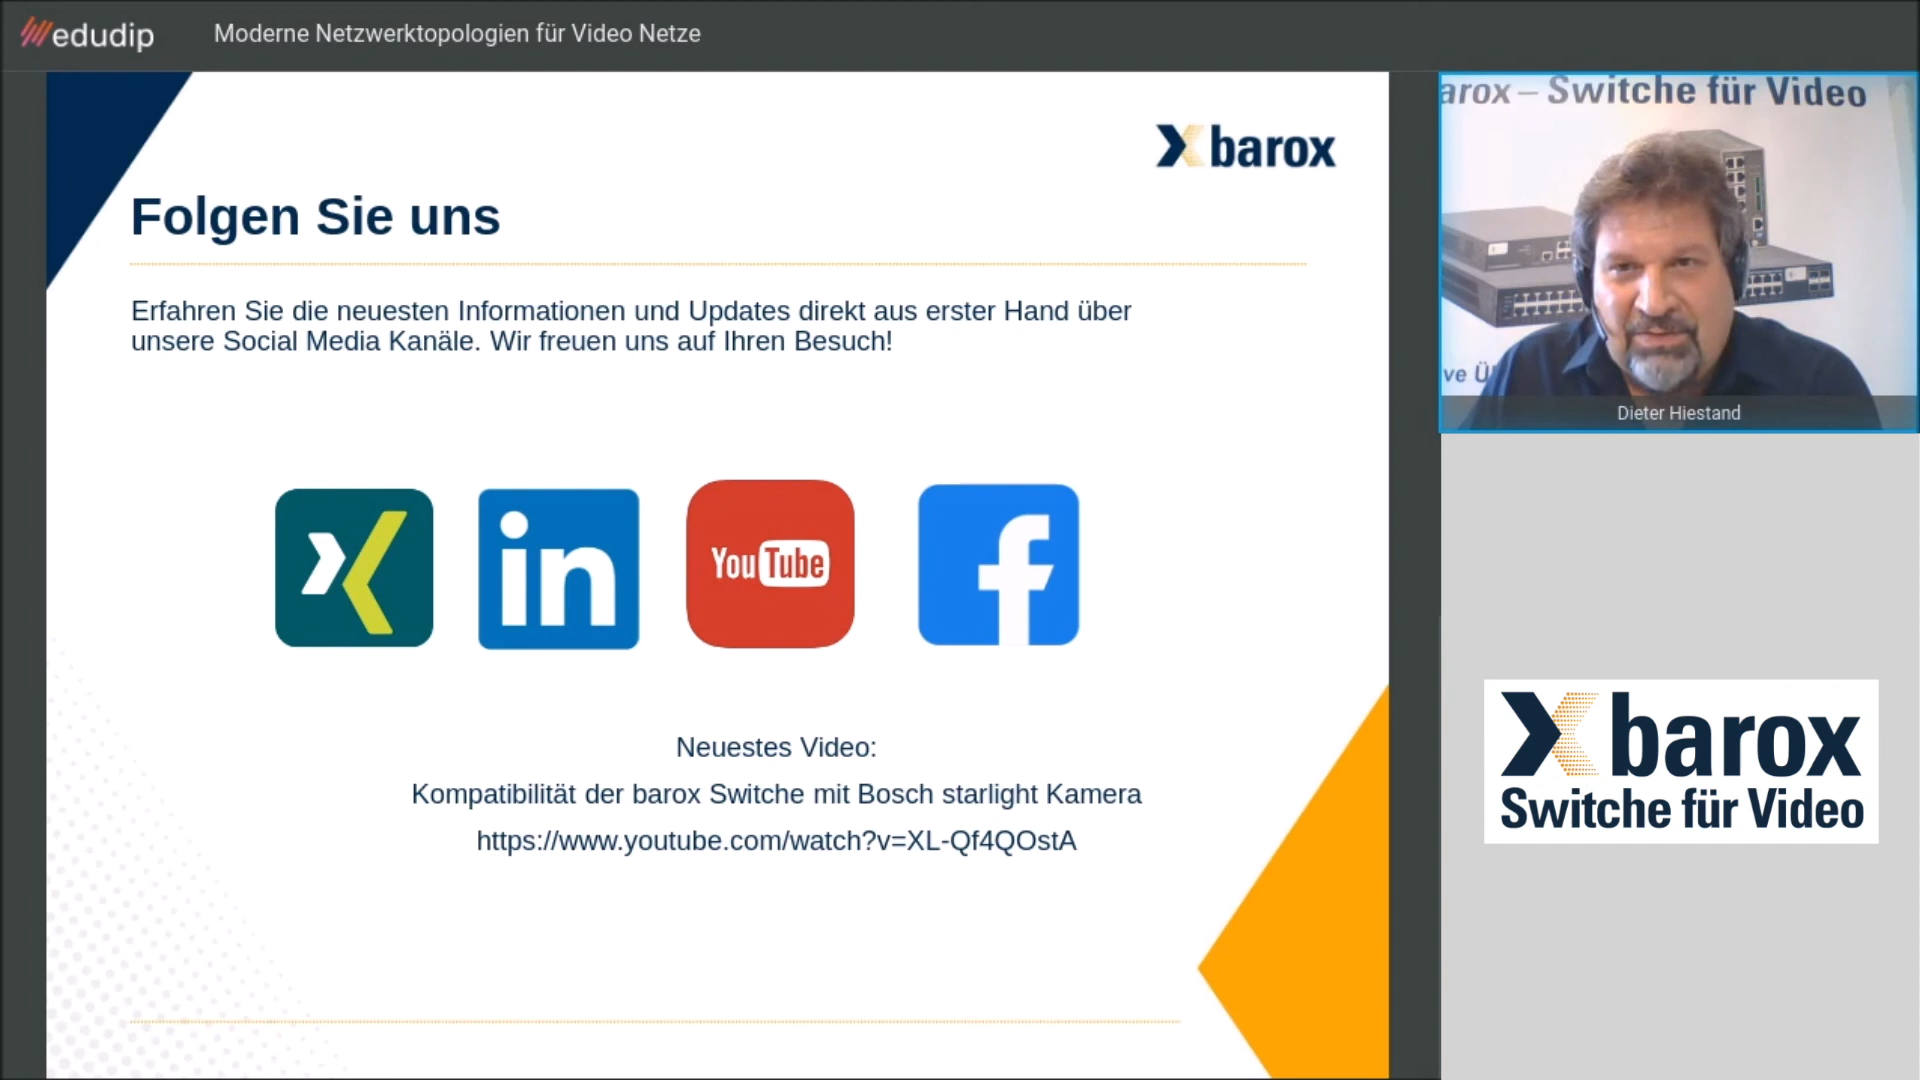 edudip
Moderne Netzwerktopologien für Video Netze
barox
Folgen Sie uns
Erfahren Sie die neuesten Informationen und Updates direkt aus erster Hand über
unsere Social Media Kanäle. Wir freuen uns auf Ihren Besuch!
in
YouTube
f
Neuestes Video:
Kompatibilität der barox Switche mit Bosch starlight Kamera
https://www.youtube.com/watch?v=XL-Qf4QOstA
arox – Switche für Video
ve Ü
Dieter Hiestand
barox
Switche für Video